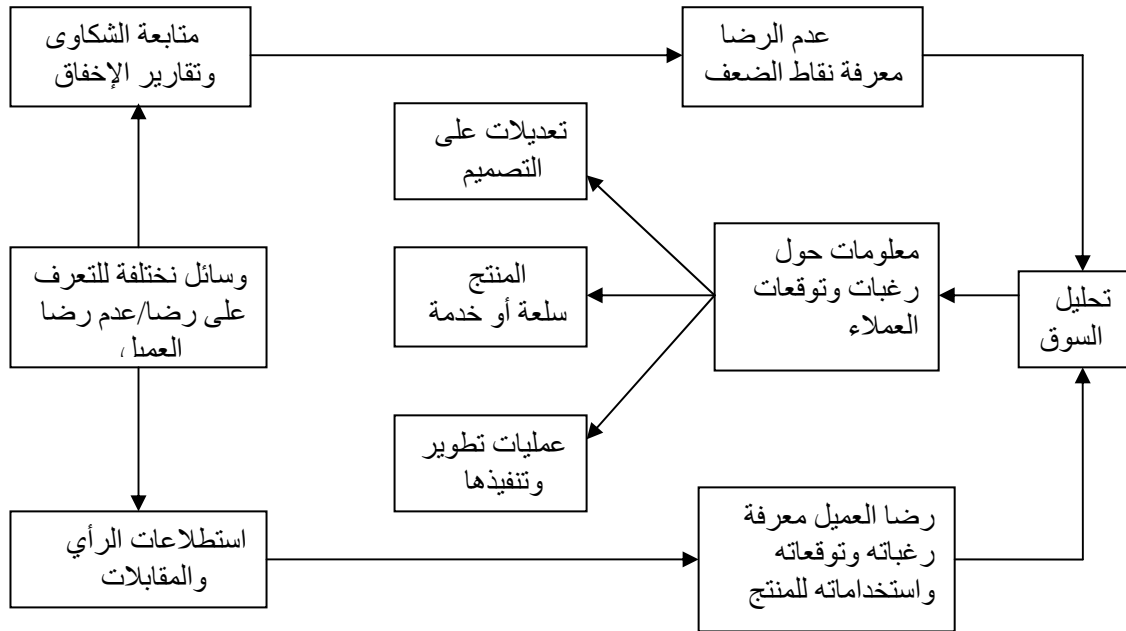 متابعة الشكاوى
وتقارير الإخفاق
عدم الرضا
معرفة نقاط الضعف
تعديلات على
التصميم
وسائل نختلفة للتعرف
على رضا/عدم رضا
العميل
المنتج
سلعة أو خدمة
معلومات حول
رغبات وتوقعات
العملاء
تحليل
السوق
عمليات تطوير
وتنفيذها
استطلاعات الرأي
والمقابلات
رضا العميل معرفة
رغباته وتوقعاته
واستخداماته للمنتج